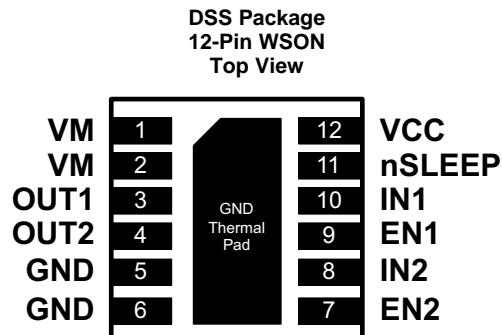 DSS Package
12-Pin WSON
Top View
VM 1 12 VCC
VM 2 11 nSLEEP
OUT1 3 10 IN1
OUT2 4 9 EN1
GND 5 8 IN2
GND 6 7 EN2
GND
Thermal
Pad